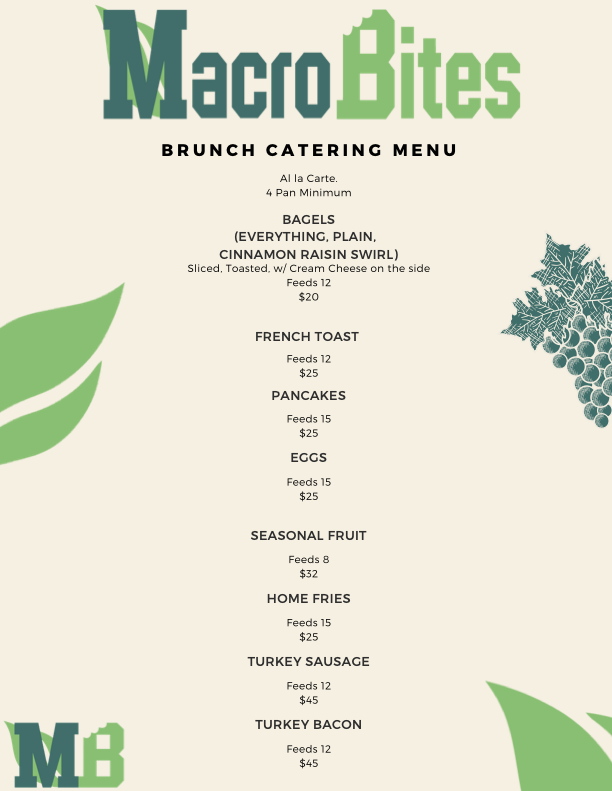 MacroBites
BRUNCH CATERING MENU
Al la Carte.
4 Pan Minimum
BAGELS
(EVERYTHING, PLAIN,
CINNAMON RAISIN SWIRL)
Sliced, Toasted, w/ Cream Cheese on the side
Feeds 12
$20
FRENCH TOAST
Feeds 12
$25
PANCAKES
Feeds 15
$25
EGGS
Feeds 15
$25
SEASONAL FRUIT
Feeds 8
$32
HOME FRIES
Feeds 15
$25
TURKEY SAUSAGE
Feeds 12
$45
TURKEY BACON
Feeds 12
$45
MB